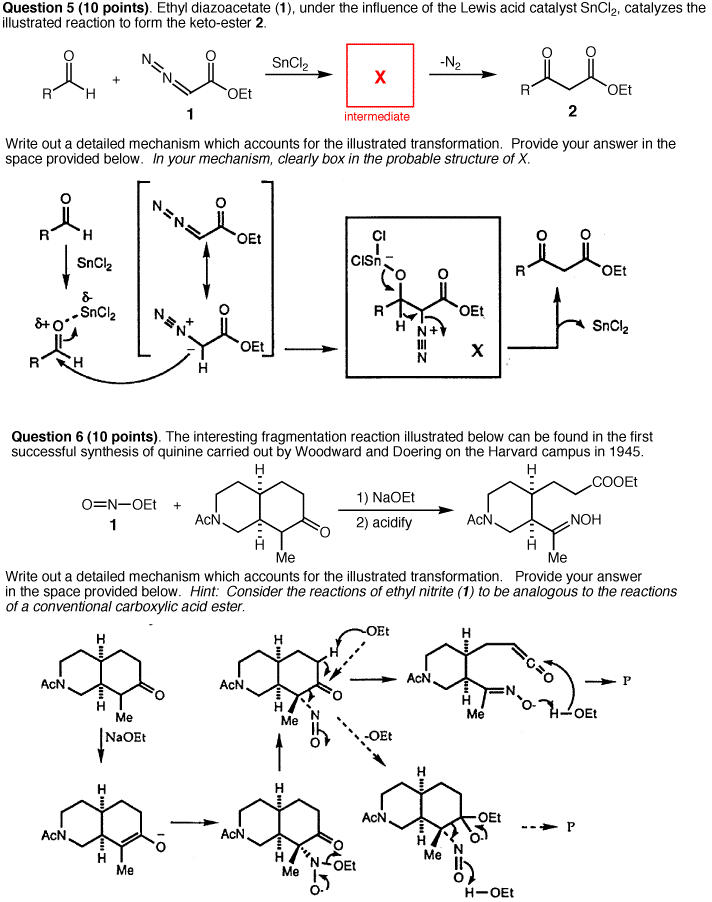 Question 5 (10 points). Ethyl diazoacetate (1), under the influence of the Lewis acid catalyst SnCl2, catalyzes the
illustrated reaction to form the keto-ester 2.
O
R H
+
N N O OEt
1
SnCl2
X
intermediate
-N2
O O
R OEt
2
Write out a detailed mechanism which accounts for the illustrated transformation. Provide your answer in the
space provided below. In your mechanism, clearly box in the probable structure of X.
O
R H
SnCl2
δ-
δ+ O SnCl2
R H
N N O OEt
N N + O OEt
- H
Cl
ClSn -
O O
R OEt
H N+
N
X
O O
R OEt
SnCl2
Question 6 (10 points). The interesting fragmentation reaction illustrated below can be found in the first
successful synthesis of quinine carried out by Woodward and Doering on the Harvard campus in 1945.
O=N—OEt
1
+
H
AcN O
H Me
1) NaOEt
2) acidify
H COOEt
AcN NOH
H Me
Write out a detailed mechanism which accounts for the illustrated transformation. Provide your answer
in the space provided below. Hint: Consider the reactions of ethyl nitrite (1) to be analogous to the reactions
of a conventional carboxylic acid ester.
H
AcN O
H Me
NaOEt
H H -OEt
AcN O
H Me N
O
-OEt
H
AcN C O
H N O-
Me H—OEt
P
H
AcN O -
H Me
H
AcN O
H Me N OEt
O-
H
AcN OEt
H O-
Me N
O
H—OEt
P